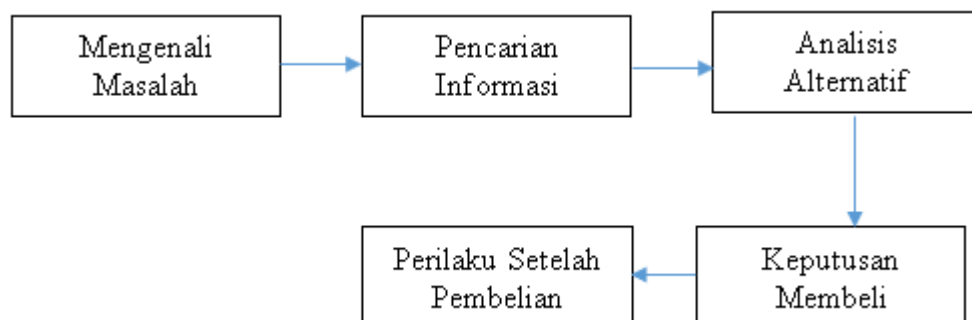 Mengenali
Masalah
Pencarian
Informasi
Analisis
Alternatif
Keputusan
Membeli
Perilaku Setelah
Pembelian